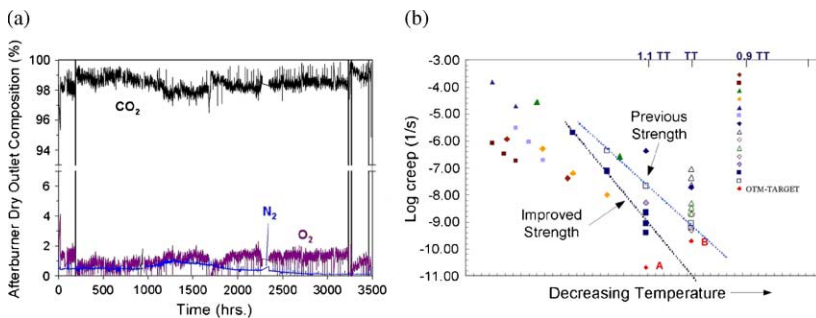 (a)
(b)
Afterburner Dry Outlet Composition (%)
100
98
96
94
6
4
2
0
CO2
N2
O2
0 500 1000 1500 2000 2500 3000 3500
Time (hrs.)
1.1 TT TT 0.9 TT
Log creep (1/s)
-3.00
-4.00
-5.00
-6.00
-7.00
-8.00
-9.00
-10.00
-11.00
Previous
Strength
Improved
Strength
OTM-TARGET
B
A
Decreasing Temperature